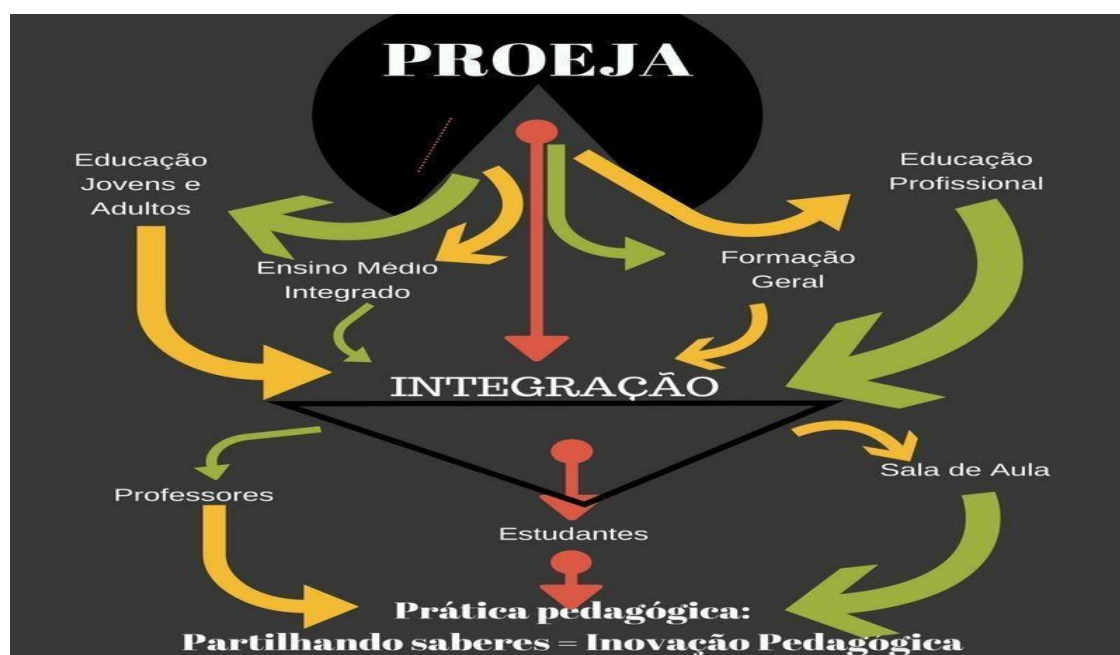 PROEJA
Educação
Jovens e
Adultos
Educação
Profissional
Ensino Médio
Integrado
Formação
Geral
INTEGRAÇÃO
Professores
Sala de Aula
Estudantes
Prática pedagógica:
Partilhando saberes = Inovação Pedagógica